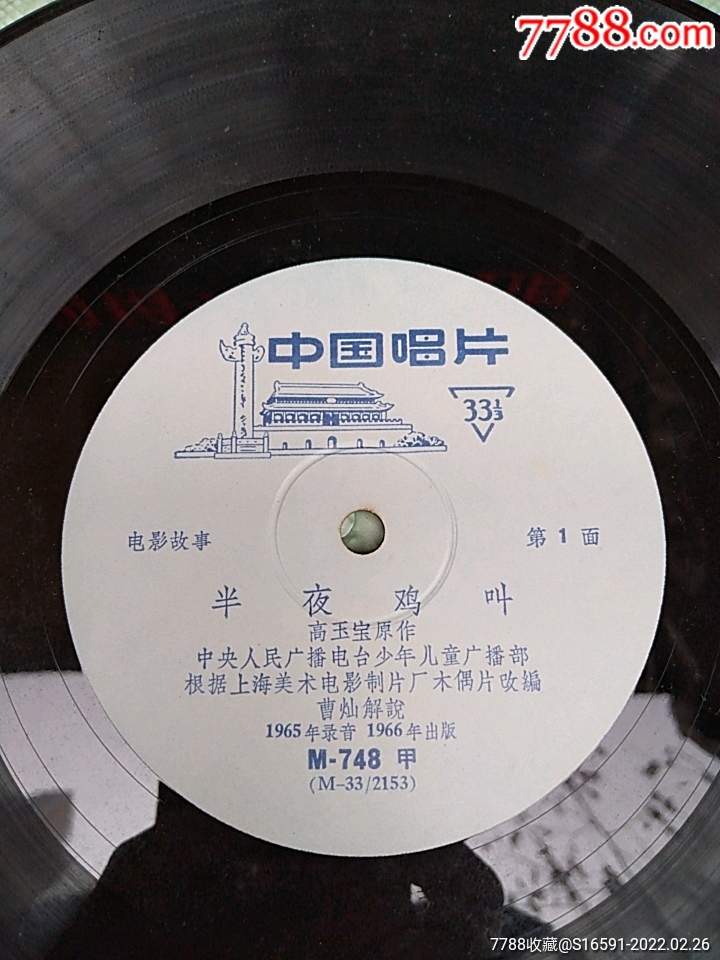 7788.com
中国唱片
33⅓
电影故事
第1面
半夜鸡叫
高玉宝原作
中央人民广播电台少年儿童广播部
根据上海美术电影制片厂木偶片改编
曹灿解說
1965年录音 1966年出版
M-748 甲
(M-33/2153)
7788收藏@S16591-2022.02.26